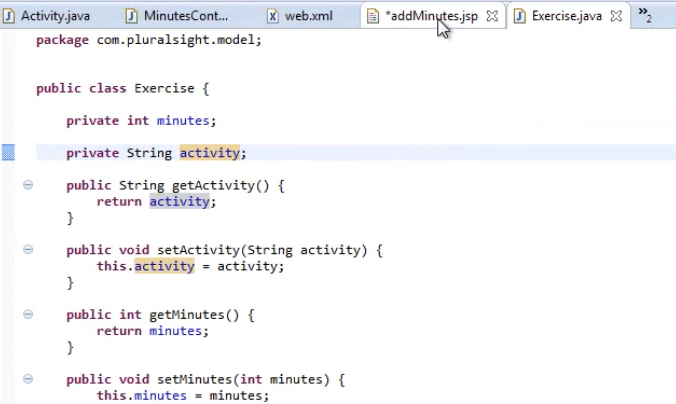 Activity.java MinutesCont... web.xml *addMinutes.jsp Exercise.java »2
package com.pluralsight.model;
public class Exercise {
private int minutes;
private String activity;
public String getActivity() {
return activity;
}
public void setActivity(String activity) {
this.activity = activity;
}
public int getMinutes() {
return minutes;
}
public void setMinutes(int minutes) {
this.minutes = minutes;